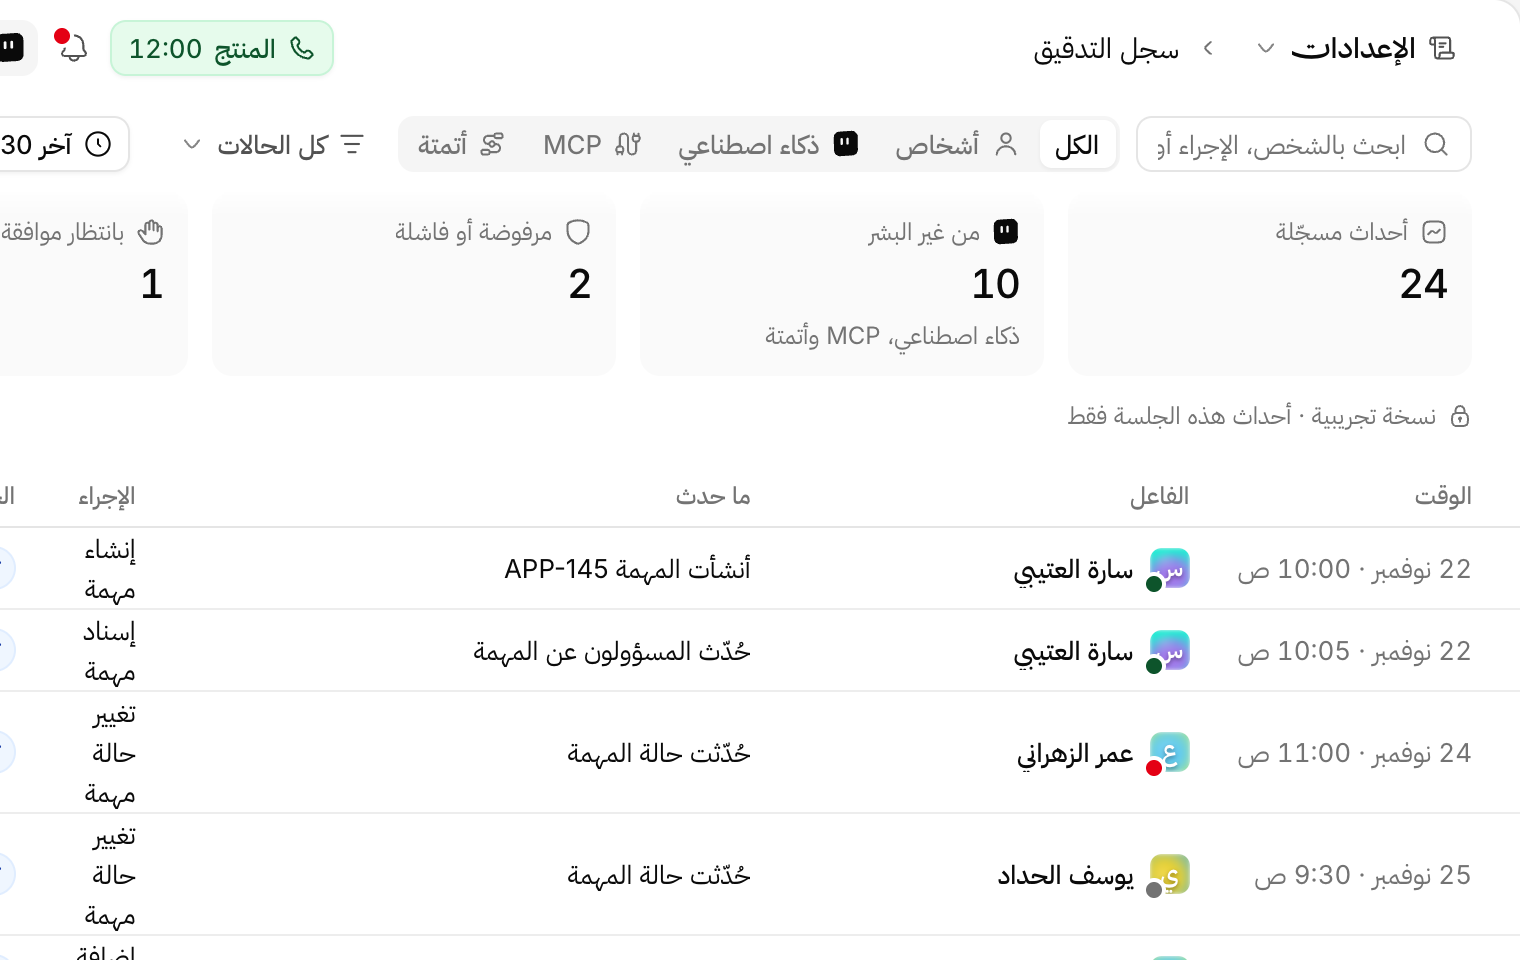 الإعدادات
سجل التدقيق
المنتج 12:00
ابحث بالشخص، الإجراء أو
الكل
أشخاص
ذكاء اصطناعي
MCP
أتمتة
كل الحالات
آخر 30
أحداث مسجّلة
24
من غير البشر
10
ذكاء اصطناعي، MCP وأتمتة
مرفوضة أو فاشلة
2
بانتظار موافقة
1
نسخة تجريبية · أحداث هذه الجلسة فقط
الوقت
الفاعل
ما حدث
الإجراء
22 نوفمبر · 10:00 ص
س
سارة العتيبي
أنشأت المهمة APP-145
إنشاء
مهمة
22 نوفمبر · 10:05 ص
س
سارة العتيبي
حُدّث المسؤولون عن المهمة
إسناد
مهمة
24 نوفمبر · 11:00 ص
ع
عمر الزهراني
حُدّثت حالة المهمة
تغيير
حالة
مهمة
25 نوفمبر · 9:30 ص
ي
يوسف الحداد
حُدّثت حالة المهمة
تغيير
حالة
مهمة
إضافة